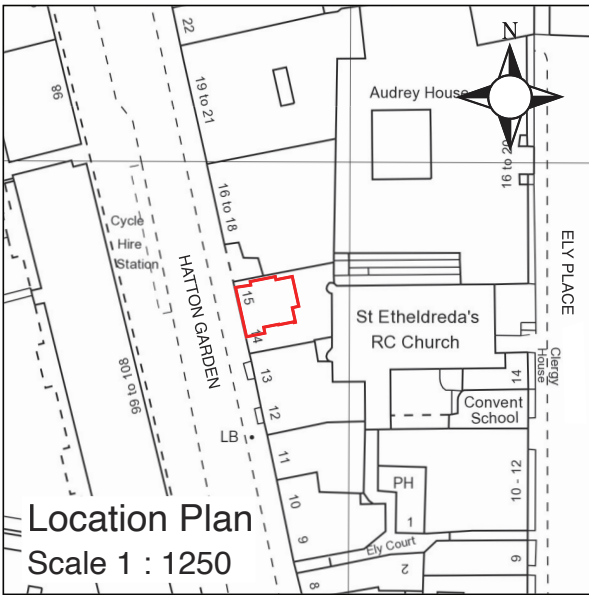 22
N
98
19 to 21
Audrey House
16 to 20
16 to 18
Cycle
Hire
Station
HATTON GARDEN
ELY PLACE
15
14
St Etheldreda's
RC Church
Clergy
House
14
13
99 to 108
12
Convent
School
LB
11
PH
10 - 12
10
1
9
Ely Court
9
2
8
Location Plan
Scale 1 : 1250